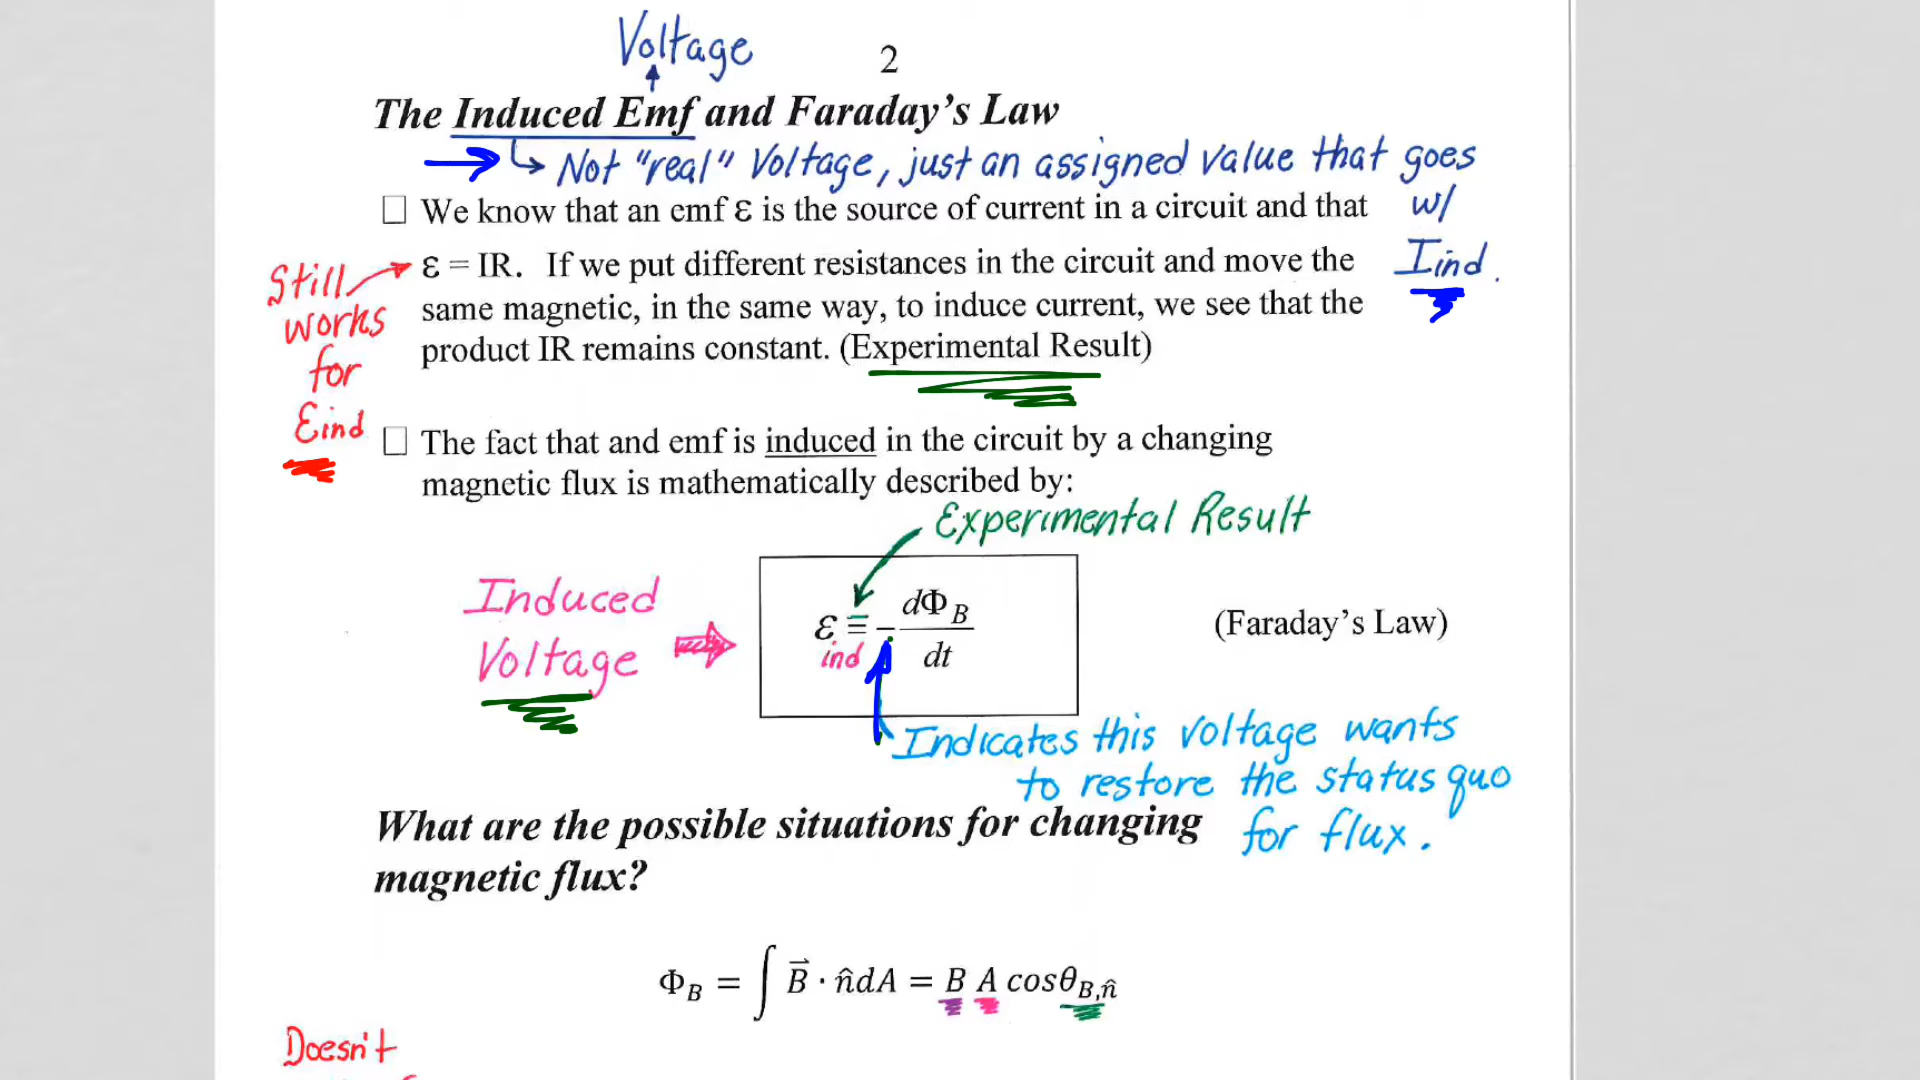 Voltage
2
The Induced Emf and Faraday's Law
Not "real" Voltage, just an assigned value that goes
w/
Iind.
□ We know that an emf ε is the source of current in a circuit and that
ε = IR. If we put different resistances in the circuit and move the
same magnetic, in the same way, to induce current, we see that the
product IR remains constant. (Experimental Result)
Still
works
for
Eind
□ The fact that and emf is induced in the circuit by a changing
magnetic flux is mathematically described by:
Experimental Result
Induced
Voltage
ε ind = - dΦ_B / dt
(Faraday's Law)
Indicates this voltage wants
to restore the status quo
for flux.
What are the possible situations for changing
magnetic flux?
Φ_B = ∫ B⃗ · n̂dA = B A cosθ_B,n̂
Doesn't